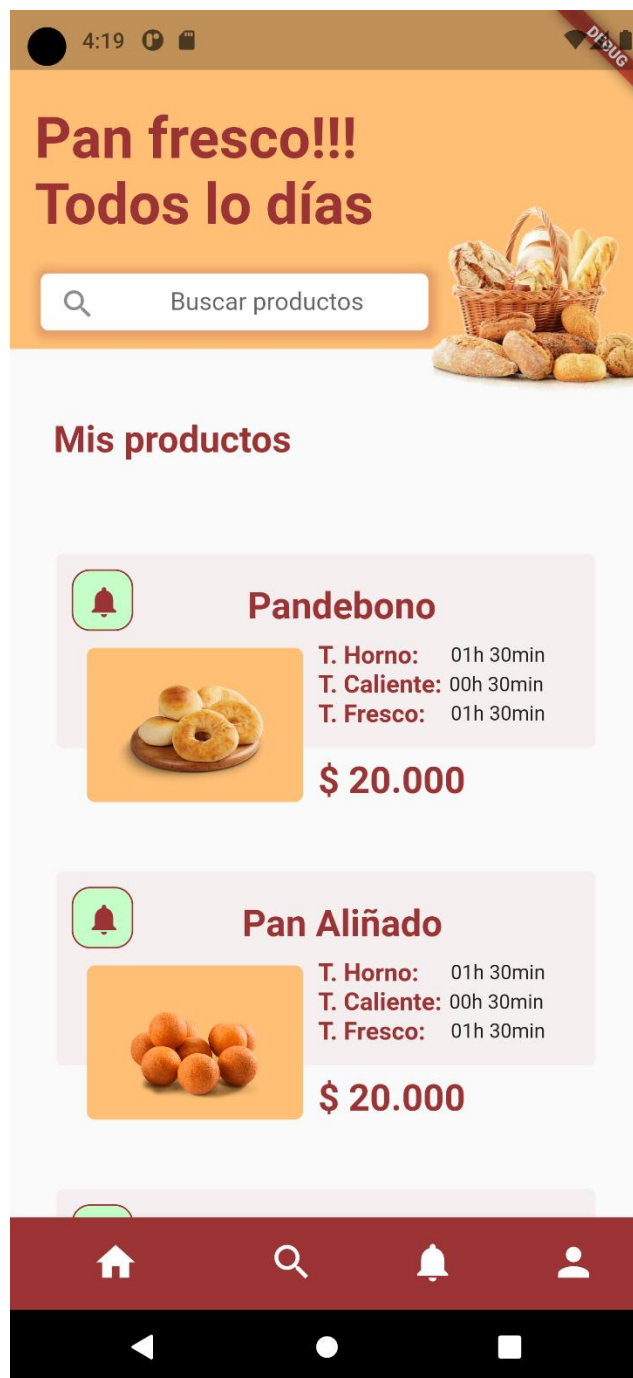 4:19
DEBUG
Pan fresco!!!
Todos lo días
Buscar productos
Mis productos
Pandebono
T. Horno: 01h 30min
T. Caliente: 00h 30min
T. Fresco: 01h 30min
$ 20.000
Pan Aliñado
T. Horno: 01h 30min
T. Caliente: 00h 30min
T. Fresco: 01h 30min
$ 20.000